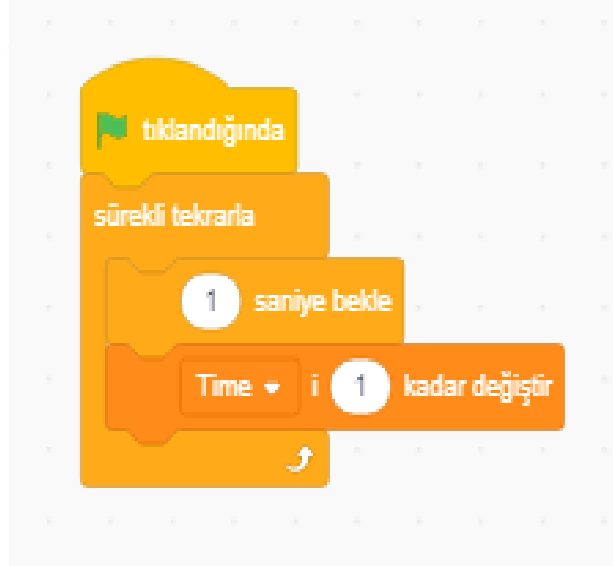 tıklandığında
sürekli tekrarla
1 saniye bekle
Time i 1 kadar değiştir